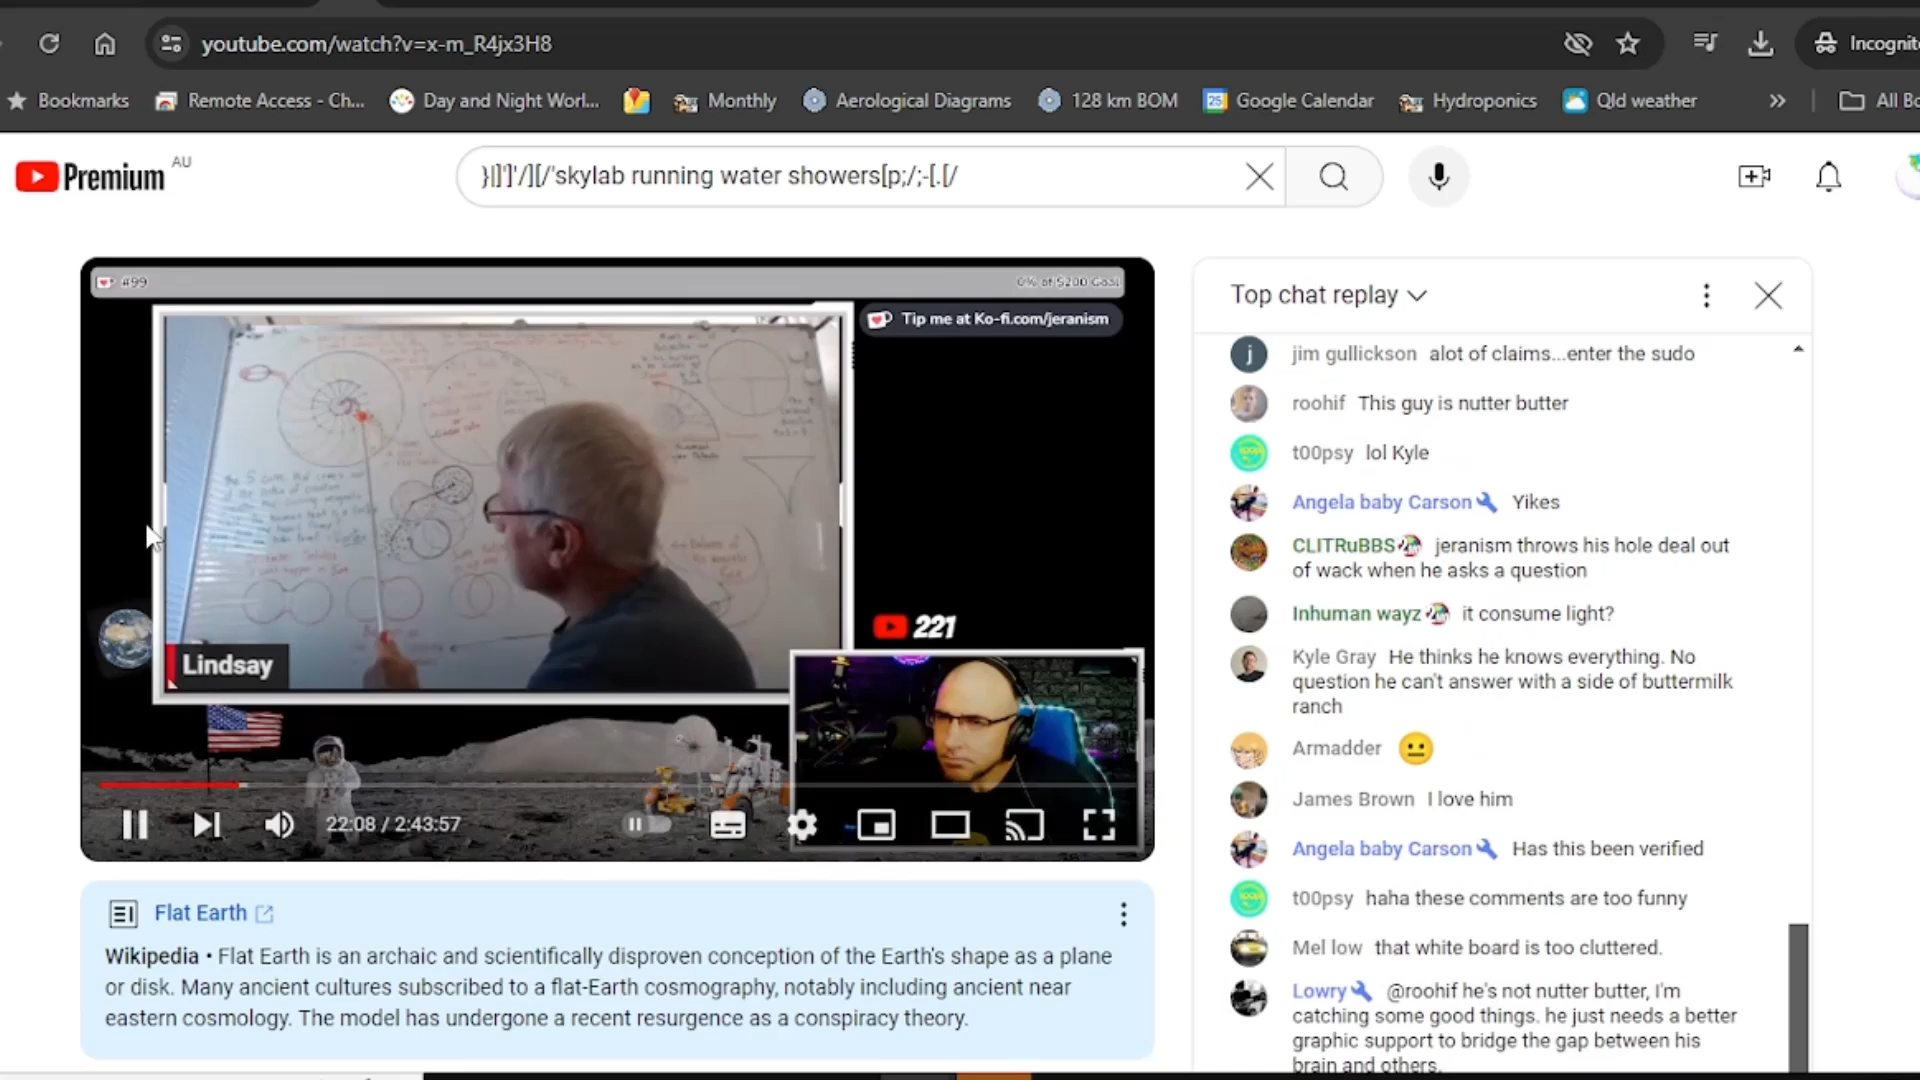 youtube.com/watch?v=x-m_R4jx3H8
Incognit
Bookmarks
Remote Access - Ch...
Day and Night Worl...
Monthly
Aerological Diagrams
128 km BOM
Google Calendar
Hydroponics
Qld weather
All Bo
Premium AU
}|]']'/][/'skylab running water showers[p;/;-[.[/
#99
0% of $200 Goal
Tip me at Ko-fi.com/jeranism
221
Lindsay
22:08 / 2:43:57
Flat Earth
Wikipedia • Flat Earth is an archaic and scientifically disproven conception of the Earth's shape as a plane
or disk. Many ancient cultures subscribed to a flat-Earth cosmography, notably including ancient near
eastern cosmology. The model has undergone a recent resurgence as a conspiracy theory.
Top chat replay
jim gullickson alot of claims...enter the sudo
roohif This guy is nutter butter
t00psy lol Kyle
Angela baby Carson Yikes
CLITRuBBS jeranism throws his hole deal out
of wack when he asks a question
Inhuman wayz it consume light?
Kyle Gray He thinks he knows everything. No
question he can't answer with a side of buttermilk
ranch
Armadder
James Brown I love him
Angela baby Carson Has this been verified
t00psy haha these comments are too funny
Mel low that white board is too cluttered.
Lowry @roohif he's not nutter butter, I'm
catching some good things. he just needs a better
graphic support to bridge the gap between his
brain and others.